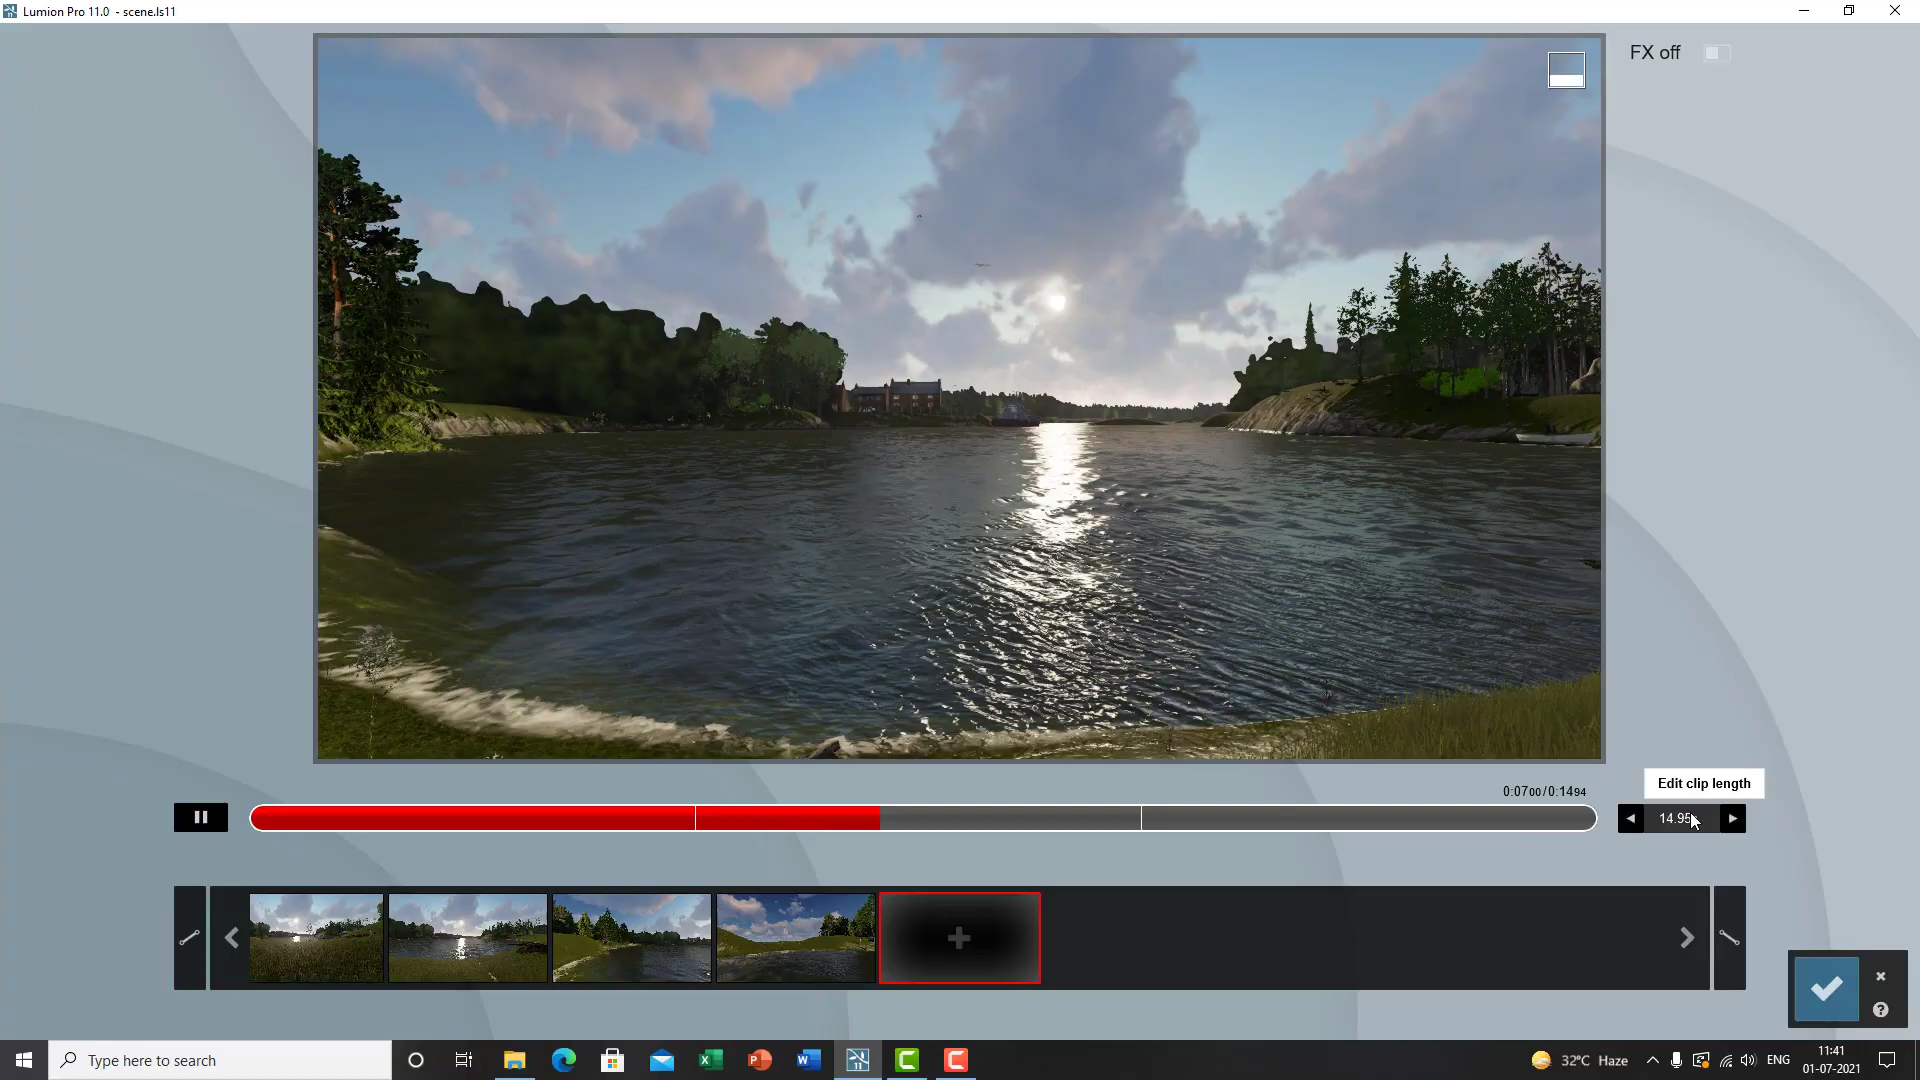 Lumion Pro 11.0 - scene.ls11
FX off
0:0700/0:1494
Edit clip length
14.95
Type here to search
32°C Haze
ENG
11:41
01-07-2021